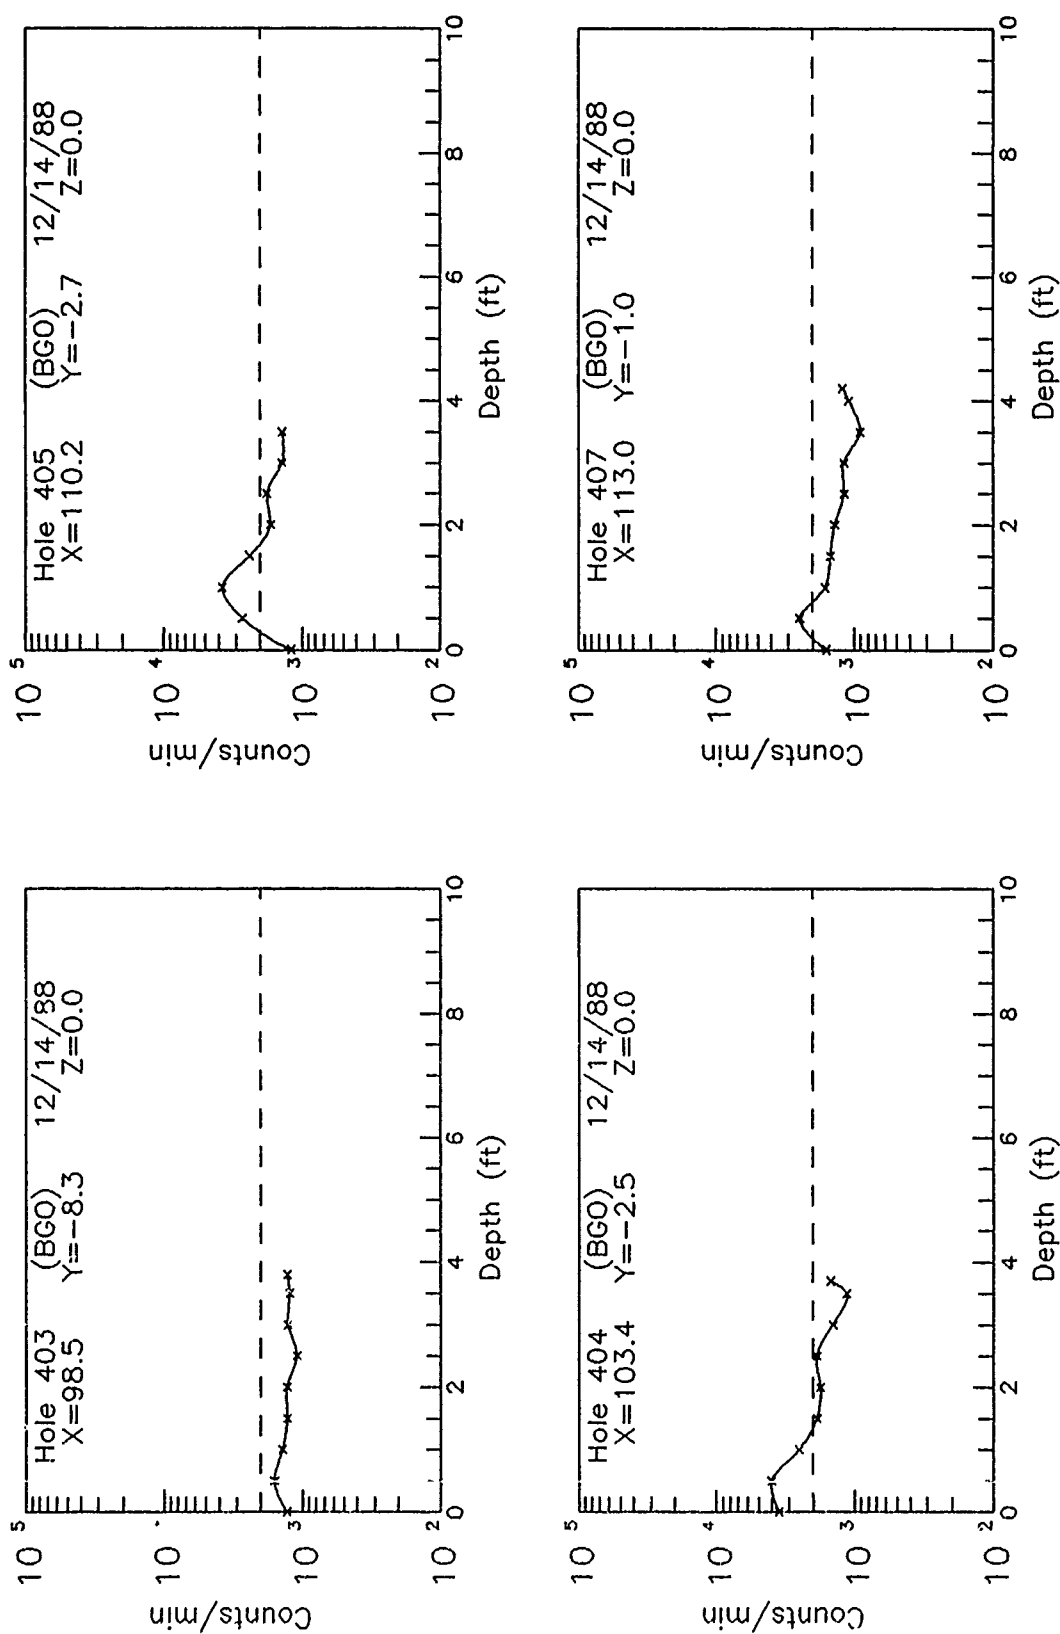 Hole 403 (BGO) 12/14/88
X=98.5 Y=-8.3 Z=0.0
10 5
10
10 3
10 2
Counts/min
0 2 4 6 8 10
Depth (ft)
Hole 405 (BGO) 12/14/88
X=110.2 Y=-2.7 Z=0.0
10 5
10 4
10 3
10 2
Counts/min
0 2 4 6 8 10
Depth (ft)
Hole 404 (BGO) 12/14/88
X=103.4 Y=-2.5 Z=0.0
10 5
10 4
10 3
10 2
Counts/min
0 2 4 6 8 10
Depth (ft)
Hole 407 (BGO) 12/14/88
X=113.0 Y=-1.0 Z=0.0
10 5
10 4
10 3
10 2
Counts/min
0 2 4 6 8 10
Depth (ft)